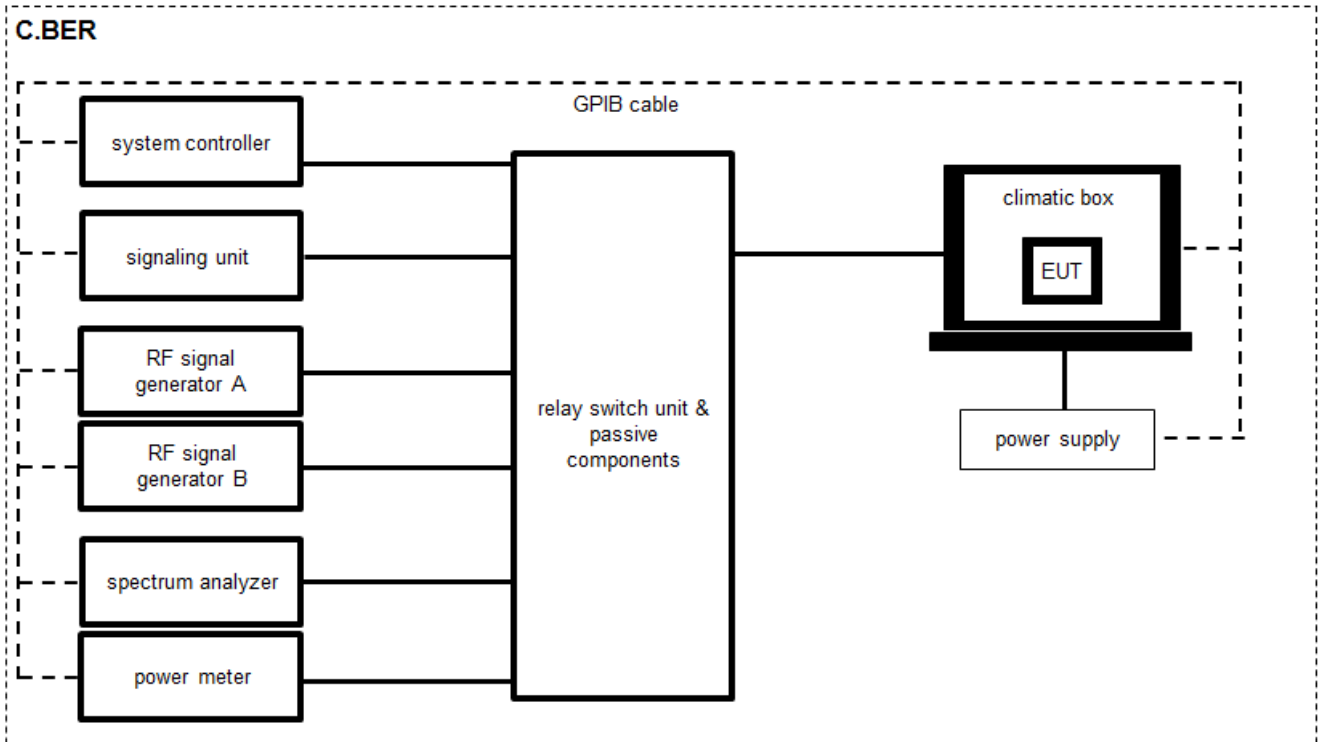 C.BER
GPIB cable
system controller
signaling unit
RF signal
generator A
RF signal
generator B
spectrum analyzer
power meter
relay switch unit &
passive
components
climatic box
EUT
power supply